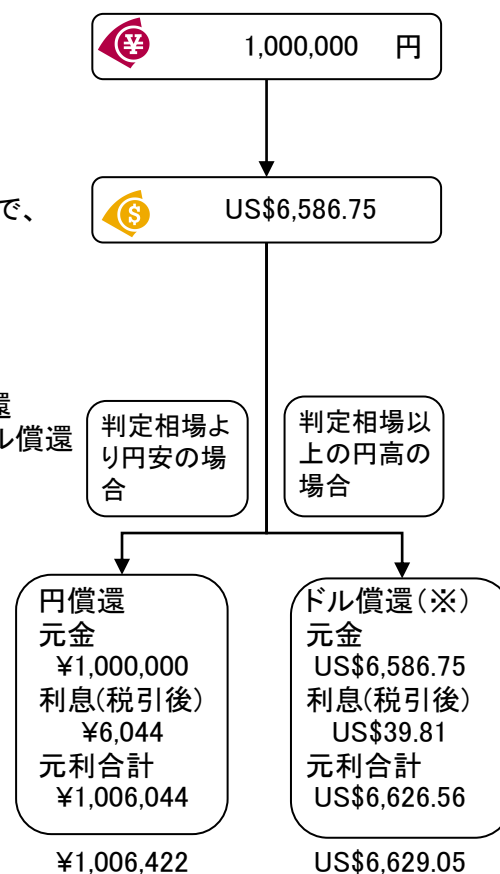 1,000,000 円
で、
US$6,586.75
還
ル償還
判定相場よ
り円安の場
合
判定相場以
上の円高の
場合
円償還
元金
¥1,000,000
利息(税引後)
¥6,044
元利合計
¥1,006,044
ドル償還(※)
元金
US$6,586.75
利息(税引後)
US$39.81
元利合計
US$6,626.56
¥1,006,422
US$6,629.05